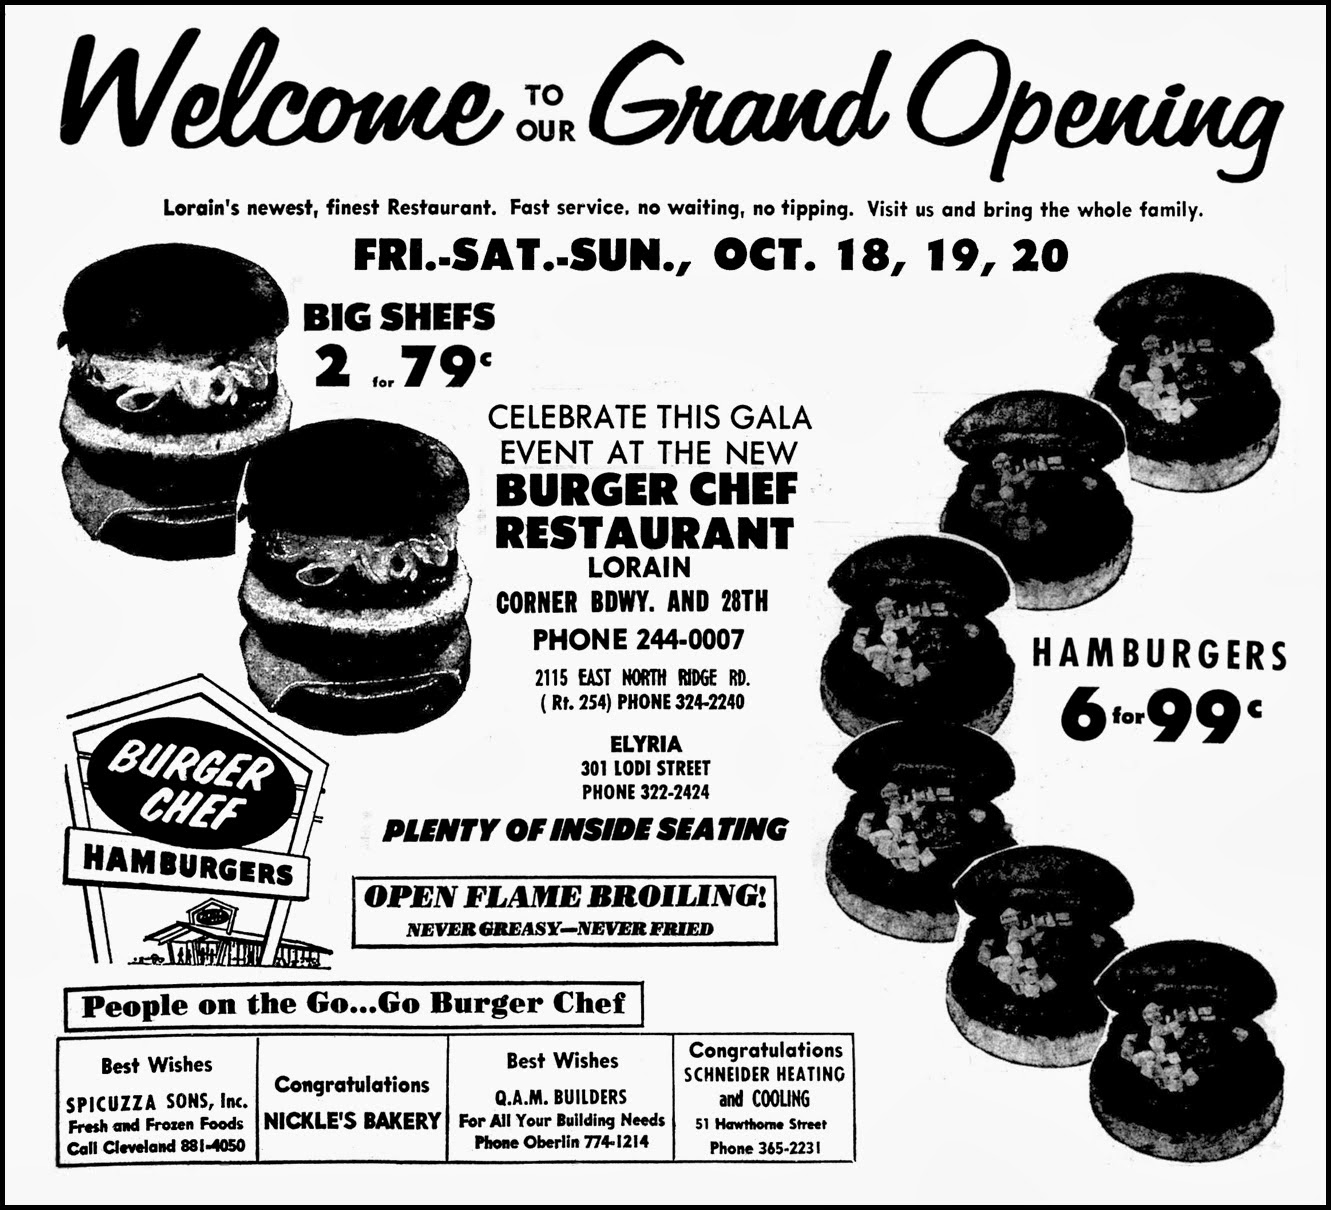 Welcome TO OUR Grand Opening
Lorain's newest, finest Restaurant. Fast service, no waiting, no tipping. Visit us and bring the whole family.
FRI.-SAT.-SUN., OCT. 18, 19, 20
BIG SHEFS
2 for 79¢
CELEBRATE THIS GALA
EVENT AT THE NEW
BURGER CHEF
RESTAURANT
LORAIN
CORNER BDWY. AND 28TH
PHONE 244-0007
2115 EAST NORTH RIDGE RD.
( Rt. 254) PHONE 324-2240
ELYRIA
301 LODI STREET
PHONE 322-2424
PLENTY OF INSIDE SEATING
HAMBURGERS
6 for 99¢
BURGER
CHEF
HAMBURGERS
OPEN FLAME BROILING!
NEVER GREASY—NEVER FRIED
People on the Go...Go Burger Chef
Best Wishes
SPICUZZA SONS, Inc.
Fresh and Frozen Foods
Call Cleveland 881-4050
Congratulations
NICKLE'S BAKERY
Best Wishes
Q.A.M. BUILDERS
For All Your Building Needs
Phone Oberlin 774-1214
Congratulations
SCHNEIDER HEATING
and COOLING
51 Hawthorne Street
Phone 365-2231